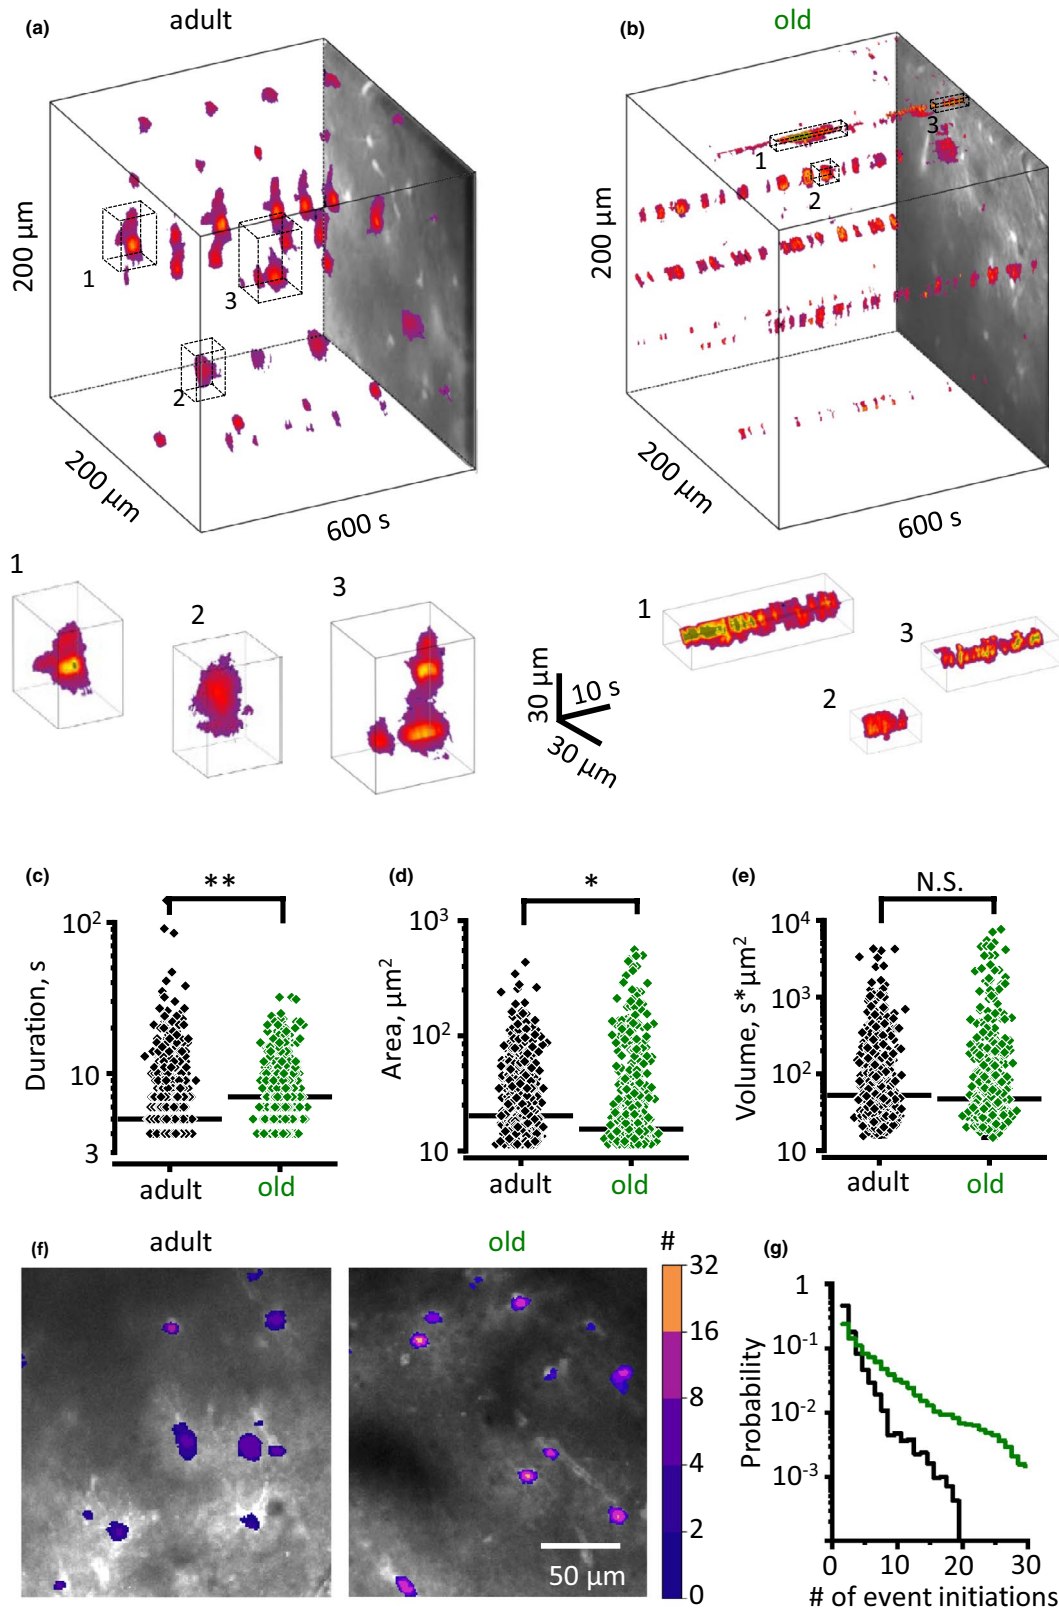 (a) adult
(b) old
200 µm
200 µm
600 s
1
2
3
200 µm
200 µm
600 s
1
2
3
1
2
3
30 µm
10 s
30 µm
1
2
3
(c)
**
10²
10
3
Duration, s
adult
old
(d)
*
10³
10²
10
Area, µm²
adult
old
(e)
N.S.
10⁴
10³
10²
10
Volume, s*µm²
adult
old
(f)
adult
old
50 µm
#
32
16
8
4
2
0
(g)
1
10⁻¹
10⁻²
10⁻³
Probability
0 10 20 30
# of event initiations